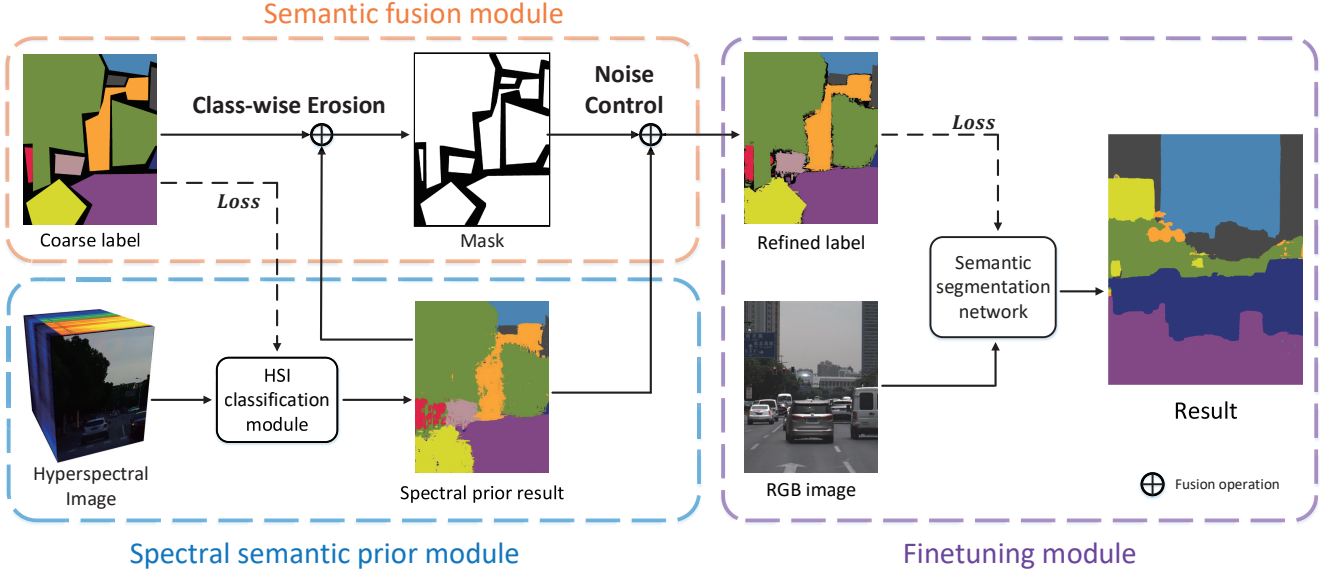 Semantic fusion module
Class-wise Erosion
Noise
Control
Loss
Coarse label
Mask
Hyperspectral
Image
HSI
classification
module
Spectral prior result
Spectral semantic prior module
Refined label
Loss
Semantic
segmentation
network
RGB image
Result
Fusion operation
Finetuning module